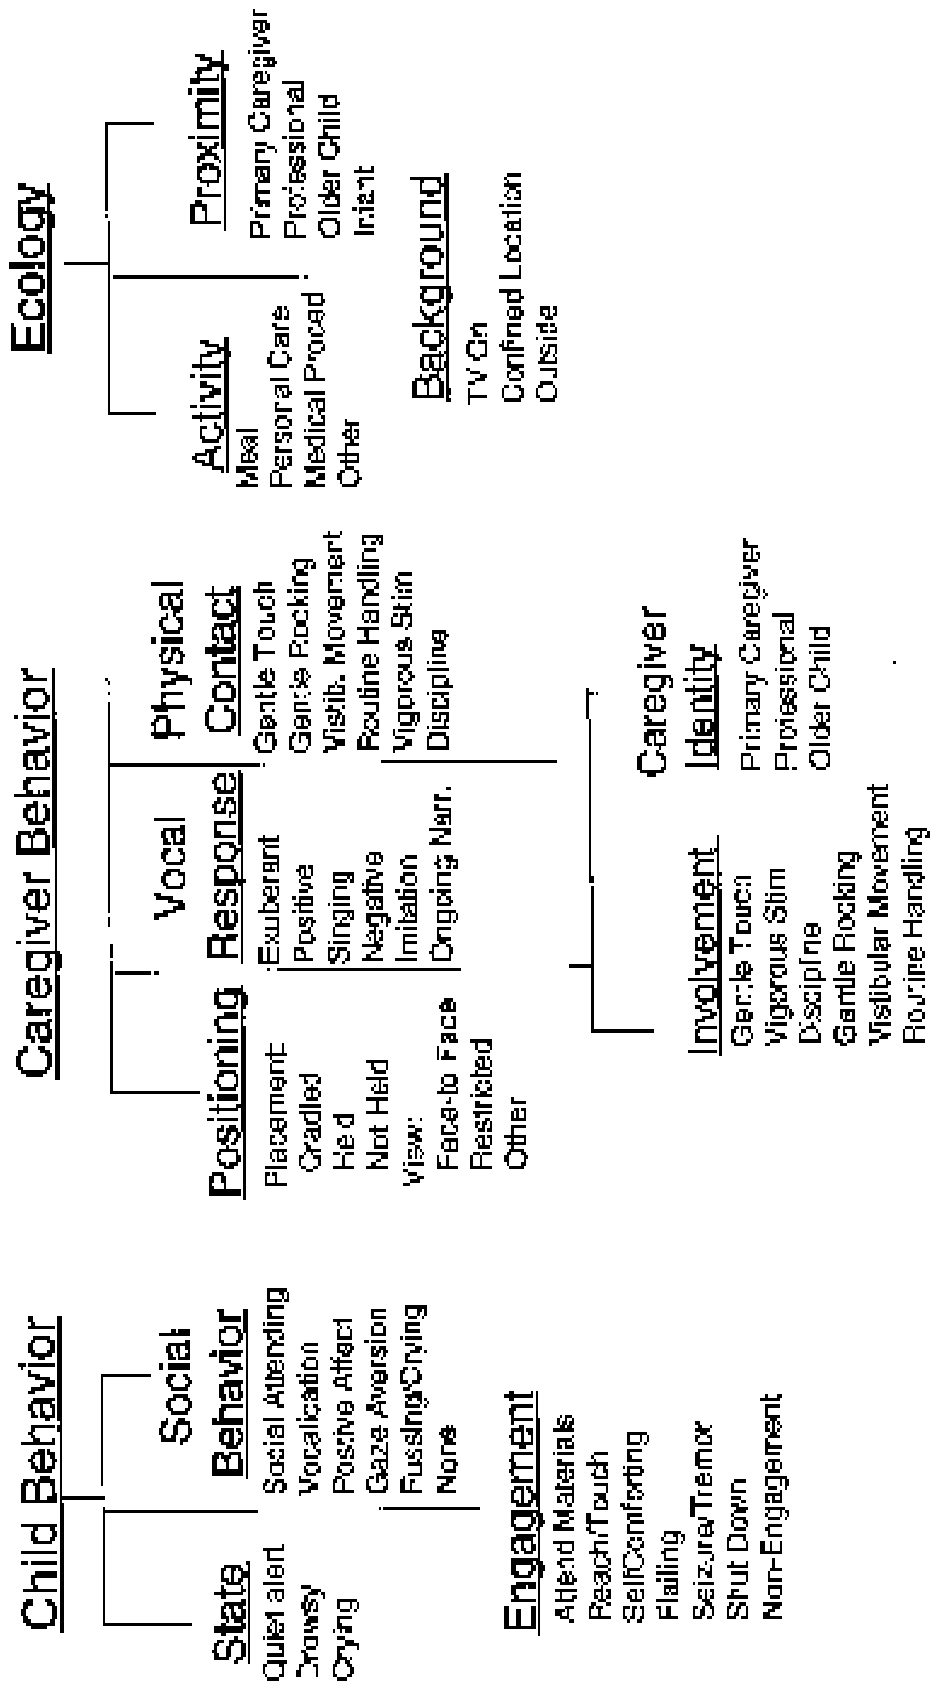 Child Behavior
State
Quiet alert
Drowsy
Crying
Social
Behavior
Social Attending
Vocalication
Positive Affect
Gaze Aversion
Fussing/Crying
None
Engagement
Attend Materials
Reach/Touch
Self/Comforting
Flailing
Seizure/Tremor
Shut Down
Non-Engagement
Caregiver Behavior
Positioning
Placement:
Cradled
Held
Not Held
View:
Face-to Face
Restricted
Other
Vocal
Response
Exuberant
Positive
Singing
Negative
Imitation
Ongoing Narr.
Physical
Contact
Gentle Touch
Gentle Rocking
Vistib. Movement
Routine Handling
Vigorous Stim
Discipline
Involvement
Gentle Touch
Vigorous Stim
Discipline
Gentle Rocking
Vistibular Movement
Routine Handling
Caregiver
Identity
Primary Caregiver
Professional
Older Child
Ecology
Activity
Meal
Personal Care
Medical Proced
Other
Proximity
Primary Caregiver
Professional
Older Child
Infant
Background
TV On
Confined Location
Outside